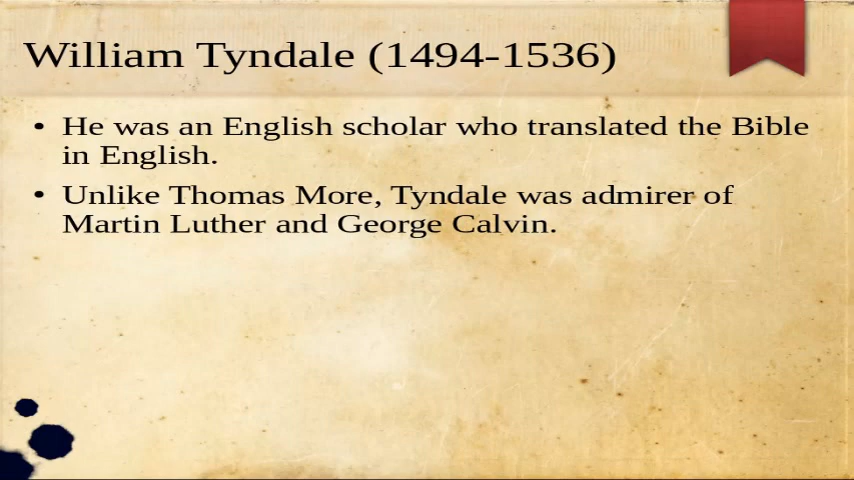 William Tyndale (1494-1536)
• He was an English scholar who translated the Bible
in English.
• Unlike Thomas More, Tyndale was admirer of
Martin Luther and George Calvin.